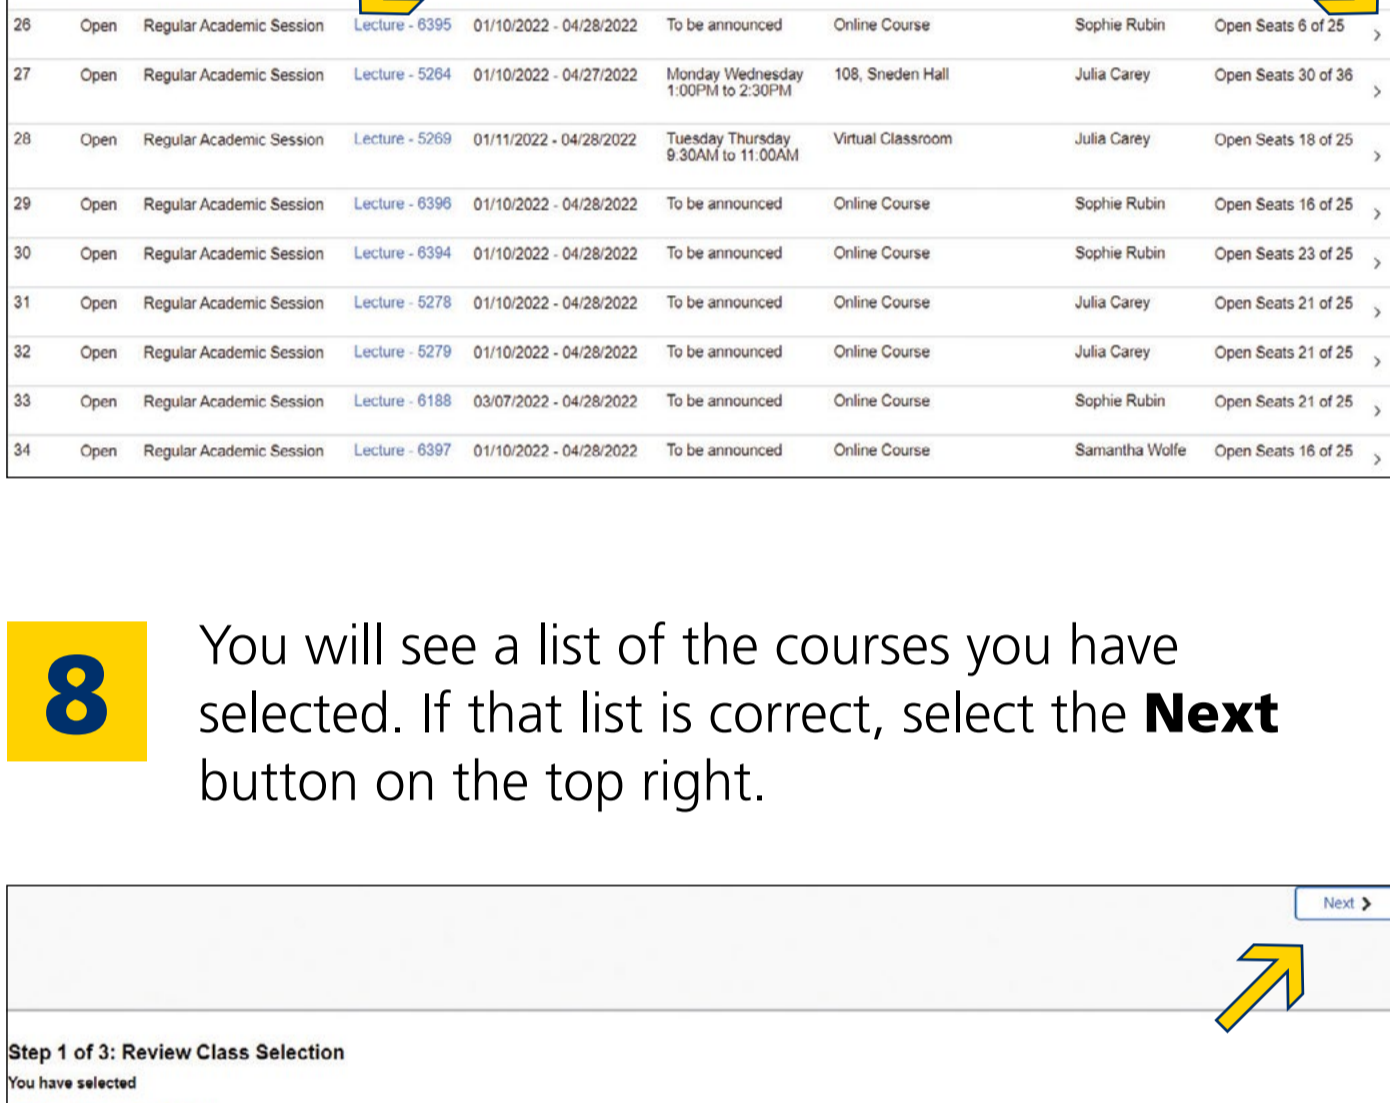 26 Open Regular Academic Session Lecture - 6395 01/10/2022 - 04/28/2022 To be announced Online Course Sophie Rubin Open Seats 6 of 25
27 Open Regular Academic Session Lecture - 5264 01/10/2022 - 04/27/2022 Monday Wednesday 108, Sneden Hall Julia Carey Open Seats 30 of 36
1:00PM to 2:30PM
28 Open Regular Academic Session Lecture - 5269 01/11/2022 - 04/28/2022 Tuesday Thursday Virtual Classroom Julia Carey Open Seats 18 of 25
9:30AM to 11:00AM
29 Open Regular Academic Session Lecture - 6396 01/10/2022 - 04/28/2022 To be announced Online Course Sophie Rubin Open Seats 16 of 25
30 Open Regular Academic Session Lecture - 6394 01/10/2022 - 04/28/2022 To be announced Online Course Sophie Rubin Open Seats 23 of 25
31 Open Regular Academic Session Lecture - 5278 01/10/2022 - 04/28/2022 To be announced Online Course Julia Carey Open Seats 21 of 25
32 Open Regular Academic Session Lecture - 5279 01/10/2022 - 04/28/2022 To be announced Online Course Julia Carey Open Seats 21 of 25
33 Open Regular Academic Session Lecture - 6188 03/07/2022 - 04/28/2022 To be announced Online Course Sophie Rubin Open Seats 21 of 25
34 Open Regular Academic Session Lecture - 6397 01/10/2022 - 04/28/2022 To be announced Online Course Samantha Wolfe Open Seats 16 of 25
8
You will see a list of the courses you have
selected. If that list is correct, select the Next
button on the top right.
Next
Step 1 of 3: Review Class Selection
You have selected